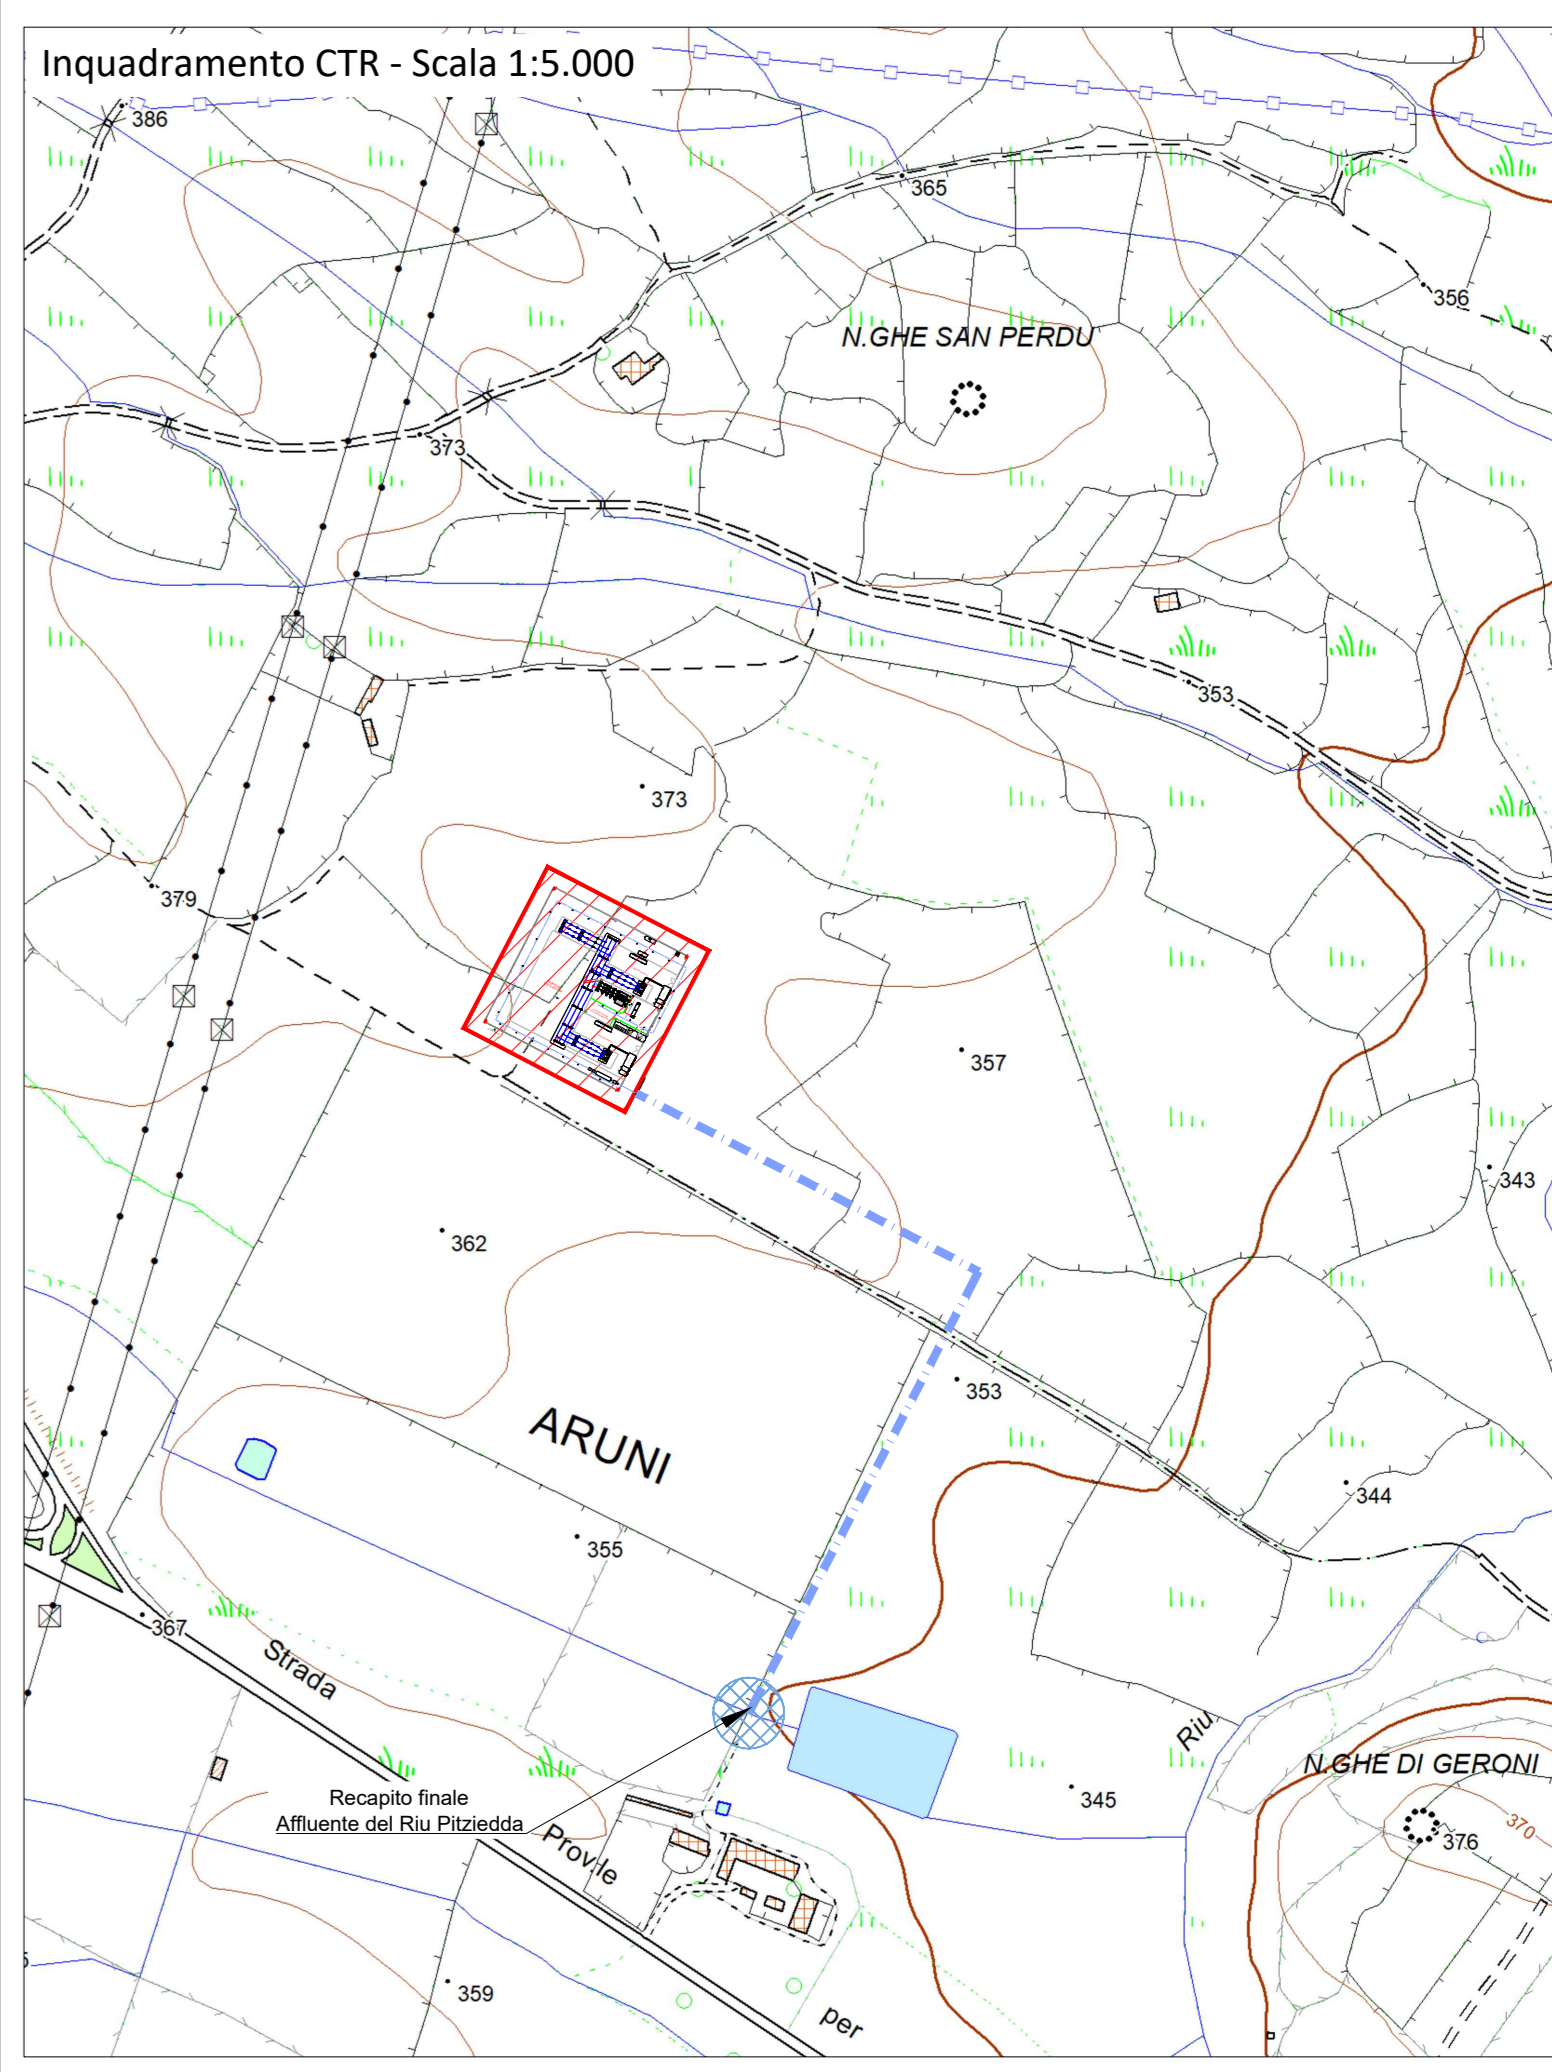 Inquadramento CTR - Scala 1:5.000
386
365
356
N.GHE SAN PERDU
373
353
373
379
357
343
362
353
ARUNI
344
355
367
Strada
Riu
N.GHE DI GERONI
Recapito finale
Affluente del Riu Pitziedda
345
370
376
Prov.le
359
per